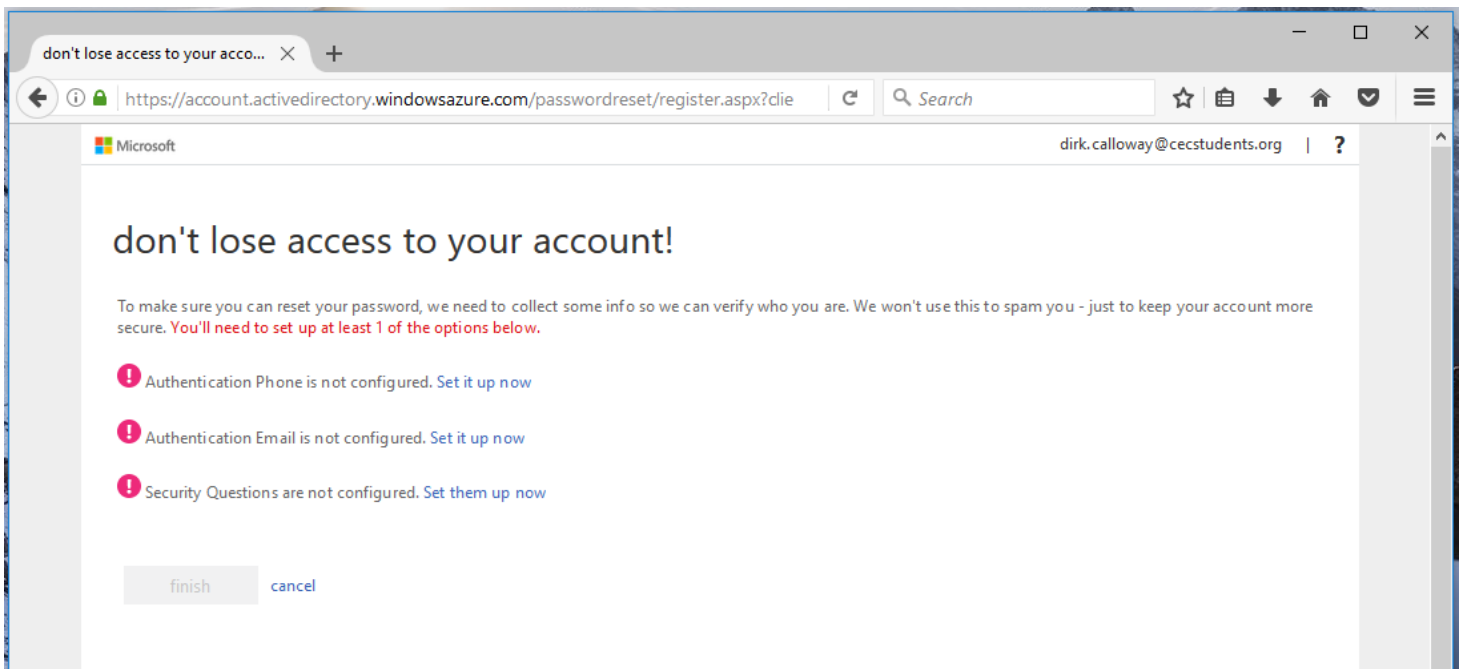 don't lose access to your acco...
https://account.activedirectory.windowsazure.com/passwordreset/register.aspx?clie
Search
Microsoft
dirk.calloway@cecstudents.org | ?
don't lose access to your account!
To make sure you can reset your password, we need to collect some info so we can verify who you are. We won't use this to spam you - just to keep your account more
secure. You'll need to set up at least 1 of the options below.
! Authentication Phone is not configured. Set it up now
! Authentication Email is not configured. Set it up now
! Security Questions are not configured. Set them up now
finish cancel